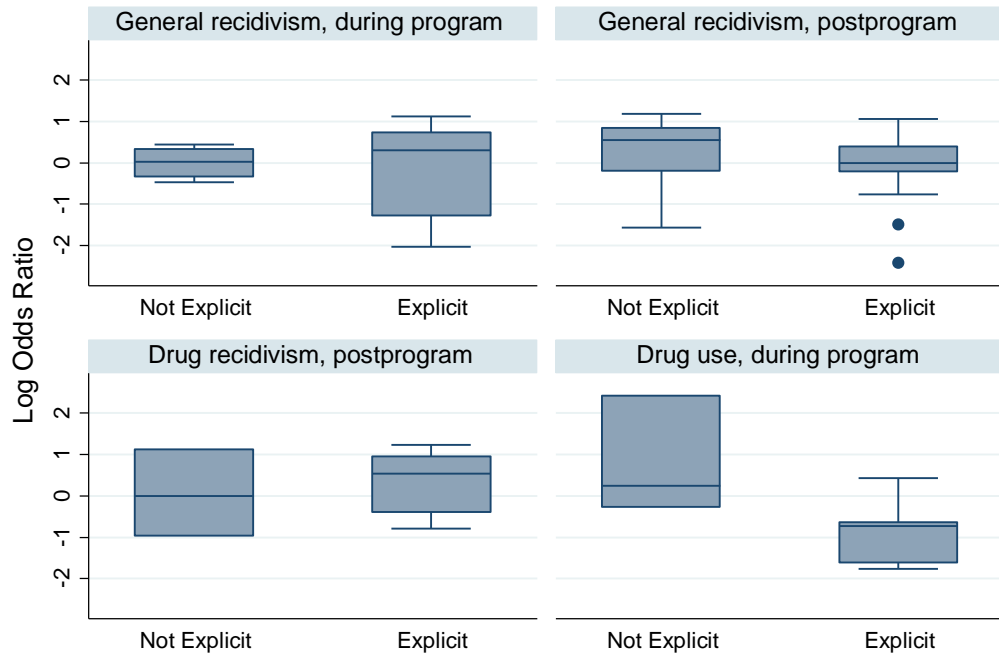 General recidivism, during program
General recidivism, postprogram
2
1
0
-1
-2
Not Explicit
Explicit
Not Explicit
Explicit
Log Odds Ratio
Drug recidivism, postprogram
Drug use, during program
2
1
0
-1
-2
Not Explicit
Explicit
Not Explicit
Explicit